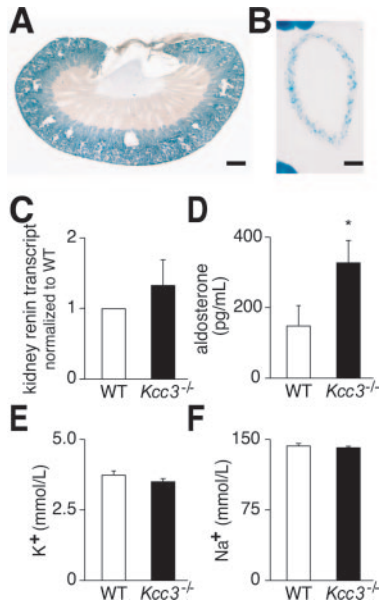 A
B
C
kidney renin transcript
normalized to WT
2
1
0
WT Kcc3-/-
D
*
aldosterone
(pg/mL)
400
200
0
WT Kcc3-/-
E
K+ (mmol/L)
5.0
2.5
0
WT Kcc3-/-
F
Na+ (mmol/L)
150
75
0
WT Kcc3-/-